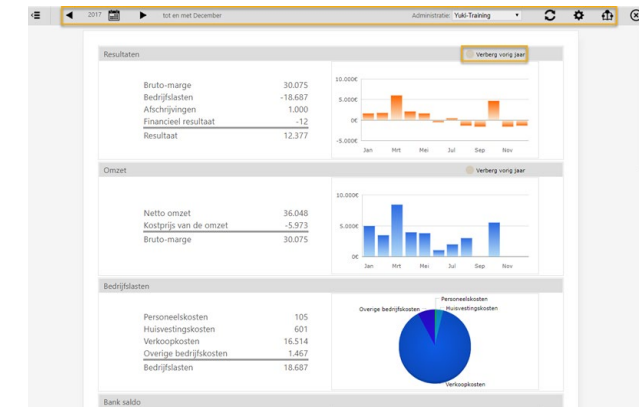 2017 tot en met December Administratie: Yuki-Training
Resultaten Verberg vorig jaar
Bruto-marge 30.075
Bedrijfslasten -18.687
Afschrijvingen 1.000
Financieel resultaat -12
Resultaat 12.377
10.000€
5.000€
0€
-5.000€
Jan Mrt Mei Jul Sep Nov
Omzet Verberg vorig jaar
Netto omzet 36.048
Kostprijs van de omzet -5.973
Bruto-marge 30.075
10.000€
5.000€
0€
Jan Mrt Mei Jul Sep Nov
Bedrijfslasten
Personeelskosten 105
Huisvestingskosten 601
Verkoopkosten 16.514
Overige bedrijfskosten 1.467
Bedrijfslasten 18.687
Personeelskosten
Overige bedrijfskosten Huisvestingskosten
Verkoopkosten
Bank saldo